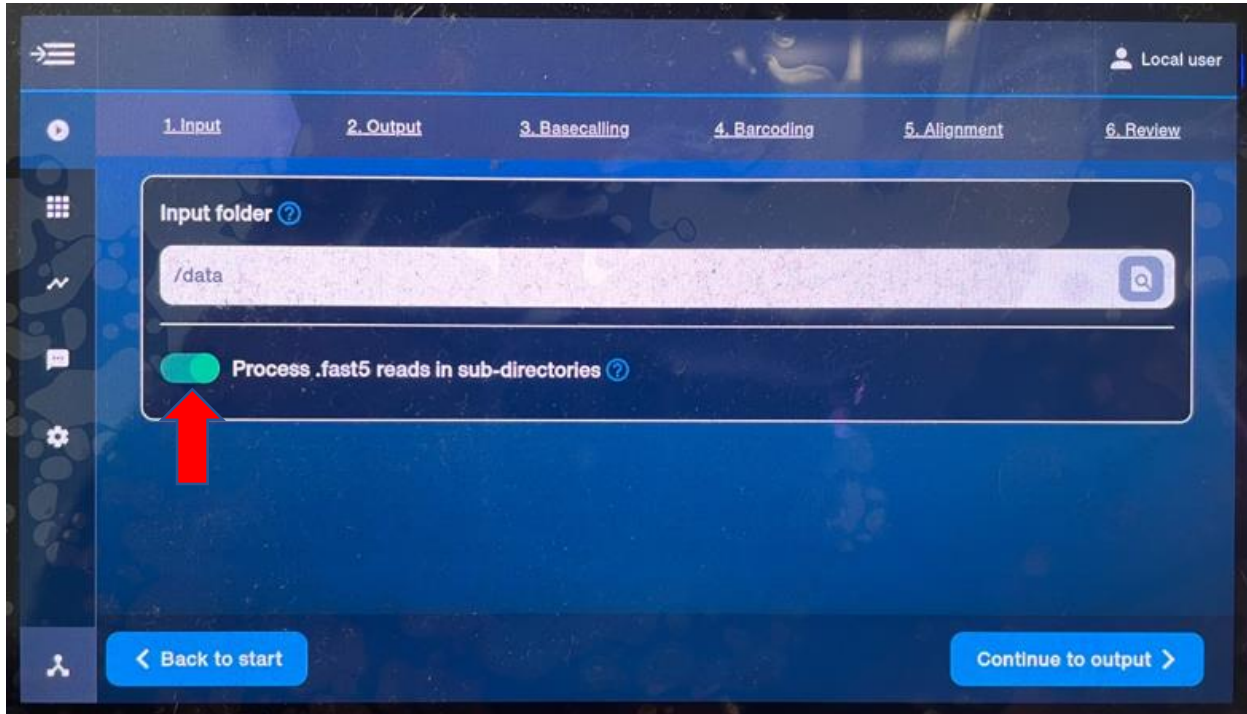 Local user
1. Input 2. Output 3. Basecalling 4. Barcoding 5. Alignment 6. Review
Input folder ?
/data
Process .fast5 reads in sub-directories ?
Back to start Continue to output